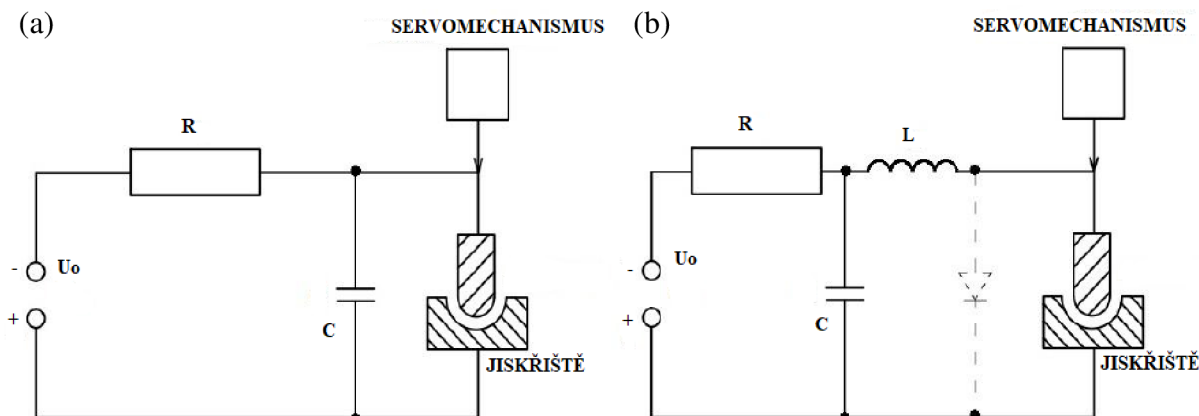 (a)
SERVOMECHANISMUS
R
- Uo
+
C
JISKŘIŠTĚ
(b)
SERVOMECHANISMUS
R
L
- Uo
+
C
JISKŘIŠTĚ